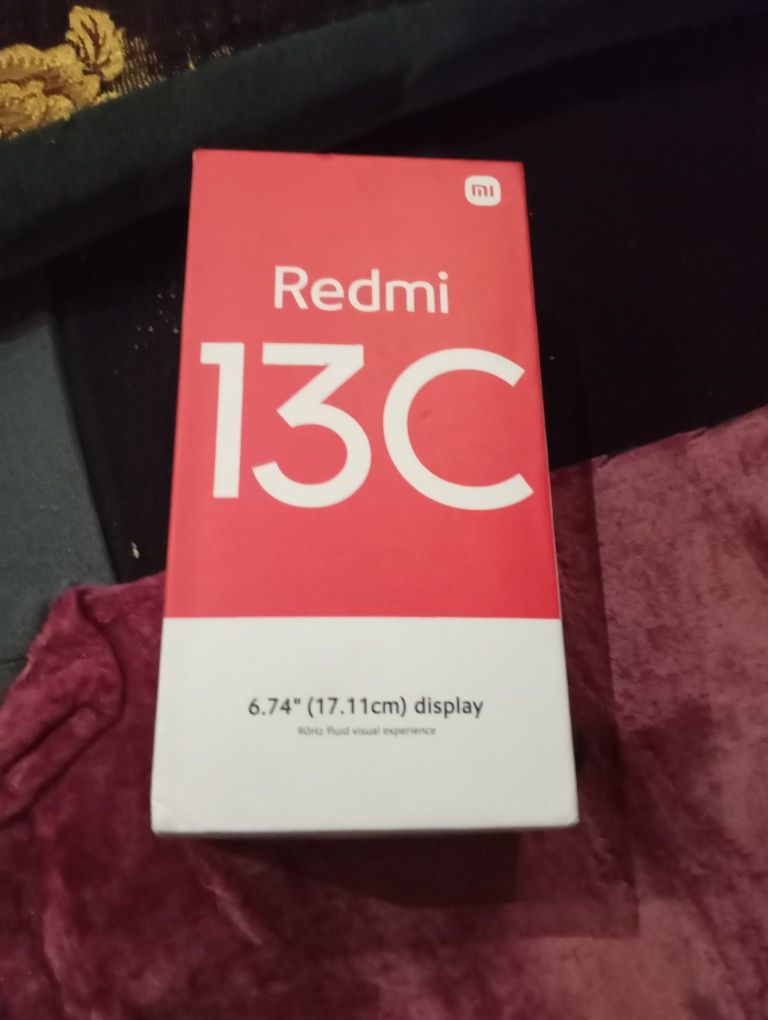 mi
Redmi
13C
6.74" (17.11cm) display
90Hz fluid visual experience